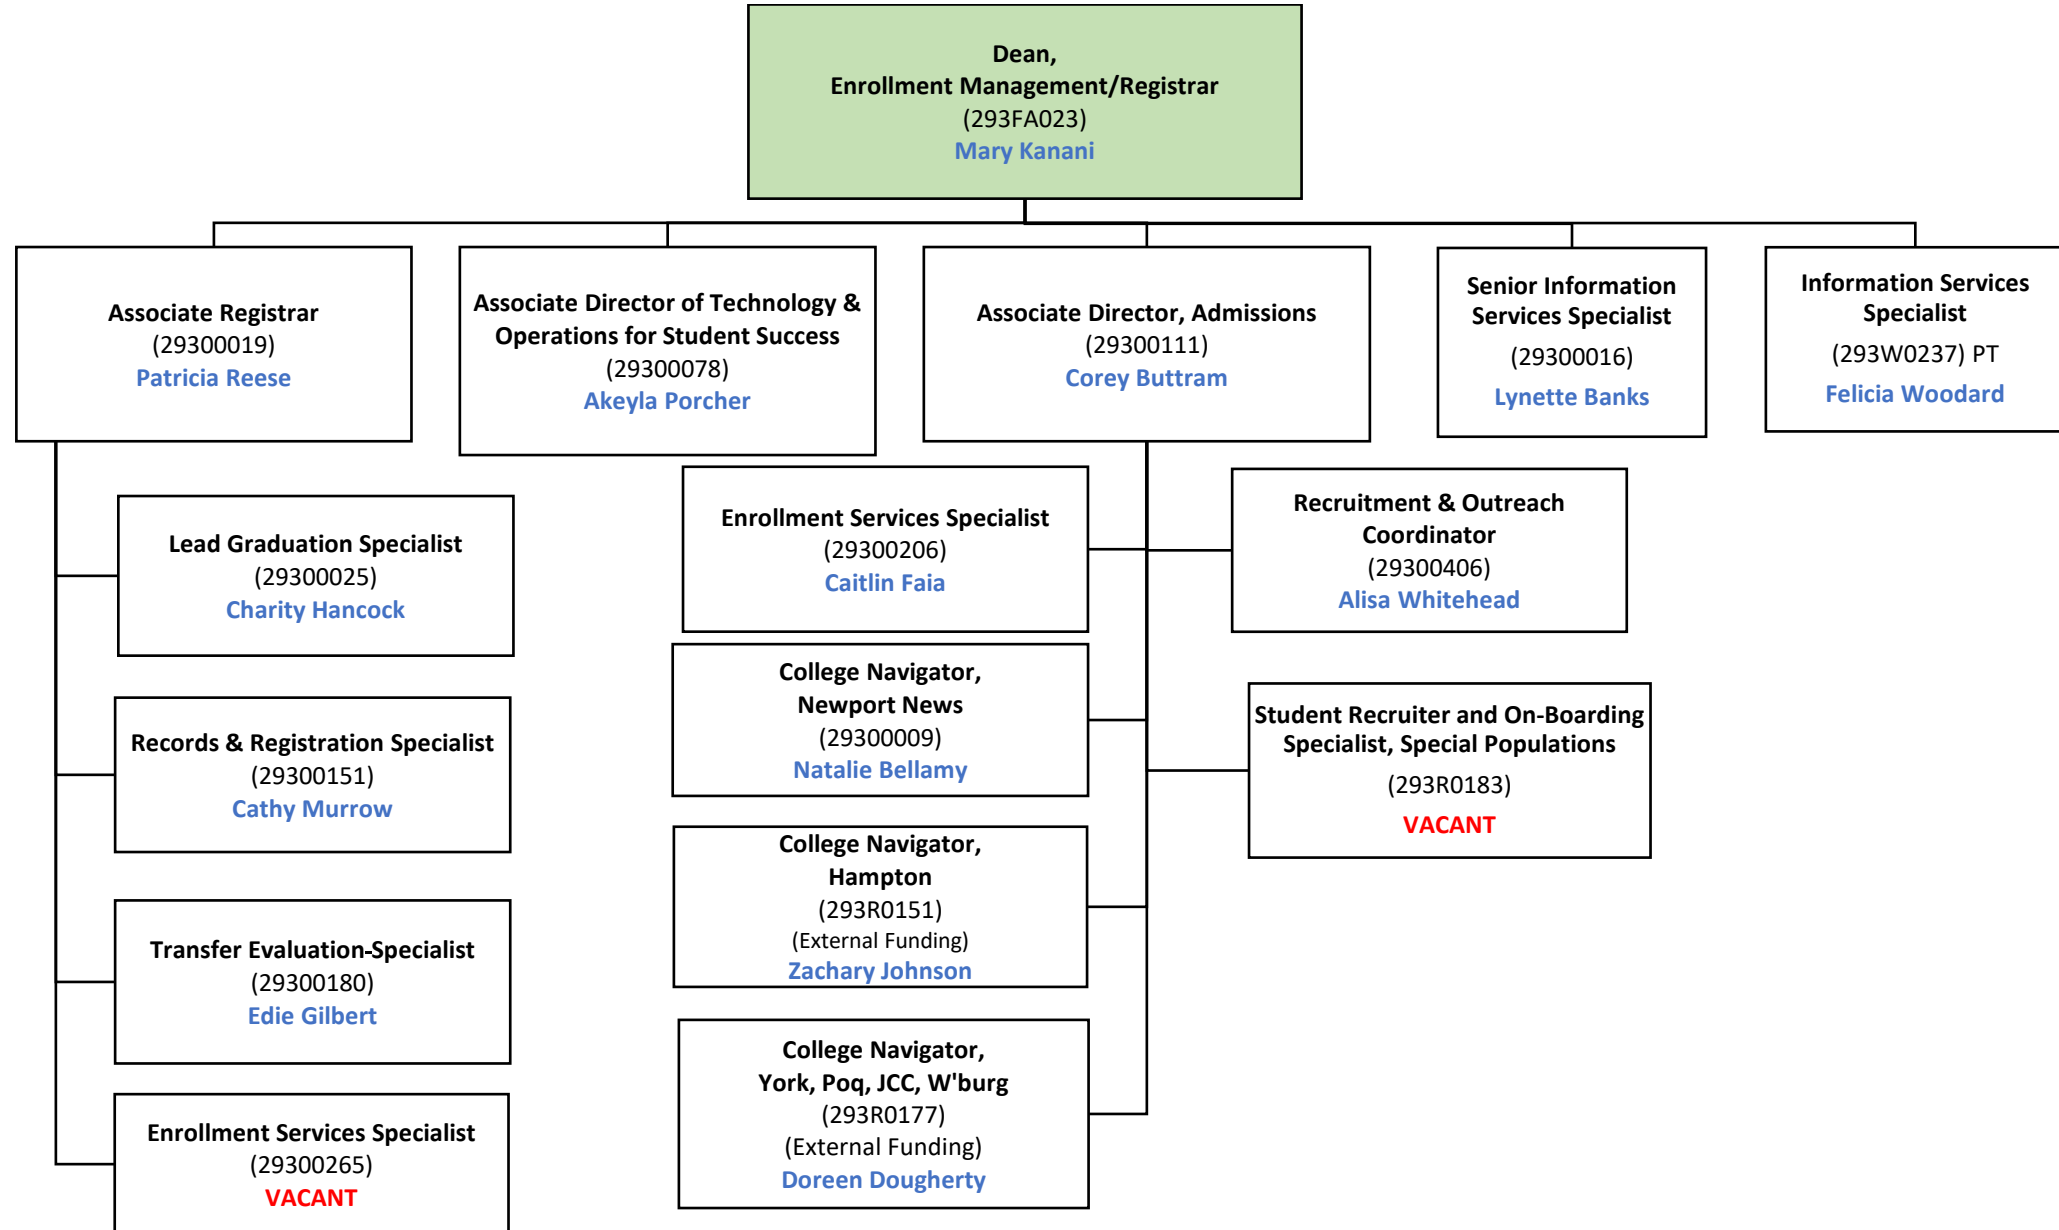 Dean,
Enrollment Management/Registrar
(293FA023)
Mary Kanani
Associate Registrar
(29300019)
Patricia Reese
Associate Director of Technology &
Operations for Student Success
(29300078)
Akeyla Porcher
Associate Director, Admissions
(29300111)
Corey Buttram
Senior Information
Services Specialist
(29300016)
Lynette Banks
Information Services
Specialist
(293W0237) PT
Felicia Woodard
Lead Graduation Specialist
(29300025)
Charity Hancock
Records & Registration Specialist
(29300151)
Cathy Murrow
Transfer Evaluation-Specialist
(29300180)
Edie Gilbert
Enrollment Services Specialist
(29300265)
VACANT
Enrollment Services Specialist
(29300206)
Caitlin Faia
College Navigator,
Newport News
(29300009)
Natalie Bellamy
College Navigator,
Hampton
(293R0151)
(External Funding)
Zachary Johnson
College Navigator,
York, Poq, JCC, W'burg
(293R0177)
(External Funding)
Doreen Dougherty
Recruitment & Outreach
Coordinator
(29300406)
Alisa Whitehead
Student Recruiter and On-Boarding
Specialist, Special Populations
(293R0183)
VACANT